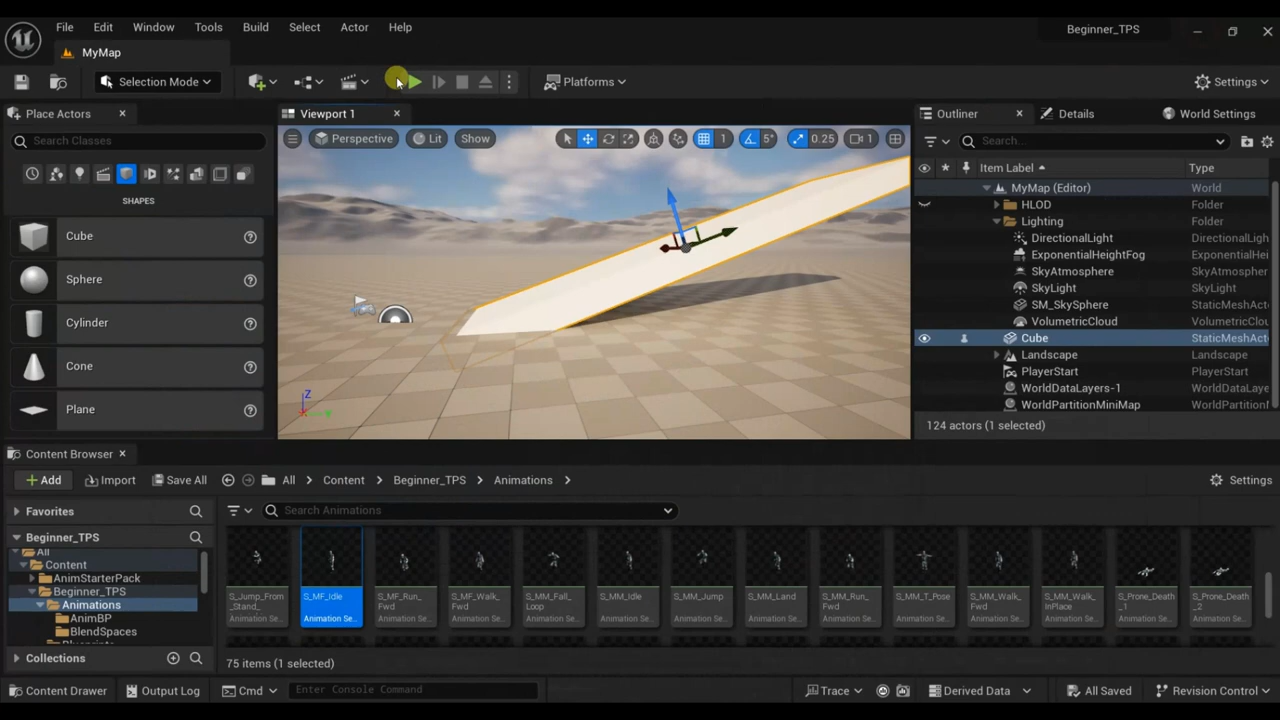 File Edit Window Tools Build Select Actor Help
Beginner_TPS
MyMap
Selection Mode
Platforms
Settings
Place Actors
Viewport 1
Outliner
Details
World Settings
Search Classes
Perspective
Lit
Show
1
5°
0.25
1
Search...
Item Label
Type
SHAPES
Cube
Sphere
Cylinder
Cone
Plane
MyMap (Editor) World
HLOD Folder
Lighting Folder
DirectionalLight DirectionalLight
ExponentialHeightFog Exponential
SkyAtmosphere SkyAtmospher
SkyLight SkyLight
SM_SkySphere StaticMeshAct
VolumetricCloud VolumetricClou
Cube StaticMeshAct
Landscape Landscape
PlayerStart PlayerStart
WorldDataLayers-1 WorldDataLaye
WorldPartitionMiniMap WorldPartition
124 actors (1 selected)
Z
Content Browser
Add
Import
Save All
All
Content
Beginner_TPS
Animations
Settings
Favorites
Search Animations
Beginner_TPS
All
Content
AnimStarterPack
Beginner_TPS
Animations
AnimBP
BlendSpaces
Collections
S_Jump_From_Stand_ Animation Se...
S_MF_Idle Animation Se...
S_MF_Run_Fwd Animation Se...
S_MF_Walk_Fwd Animation Se...
S_MM_Fall_Loop Animation Se...
S_MM_Idle Animation Se...
S_MM_Jump Animation Se...
S_MM_Land Animation Se...
S_MM_Run_Fwd Animation Se...
S_MM_T_Pose Animation Se...
S_MM_Walk_Fwd Animation Se...
S_MM_Walk_InPlace Animation Se...
S_Prone_Death_1 Animation Se...
S_Prone_Death_2 Animation Se...
75 items (1 selected)
Content Drawer
Output Log
Cmd
Enter Console Command
Trace
Derived Data
All Saved
Revision Control